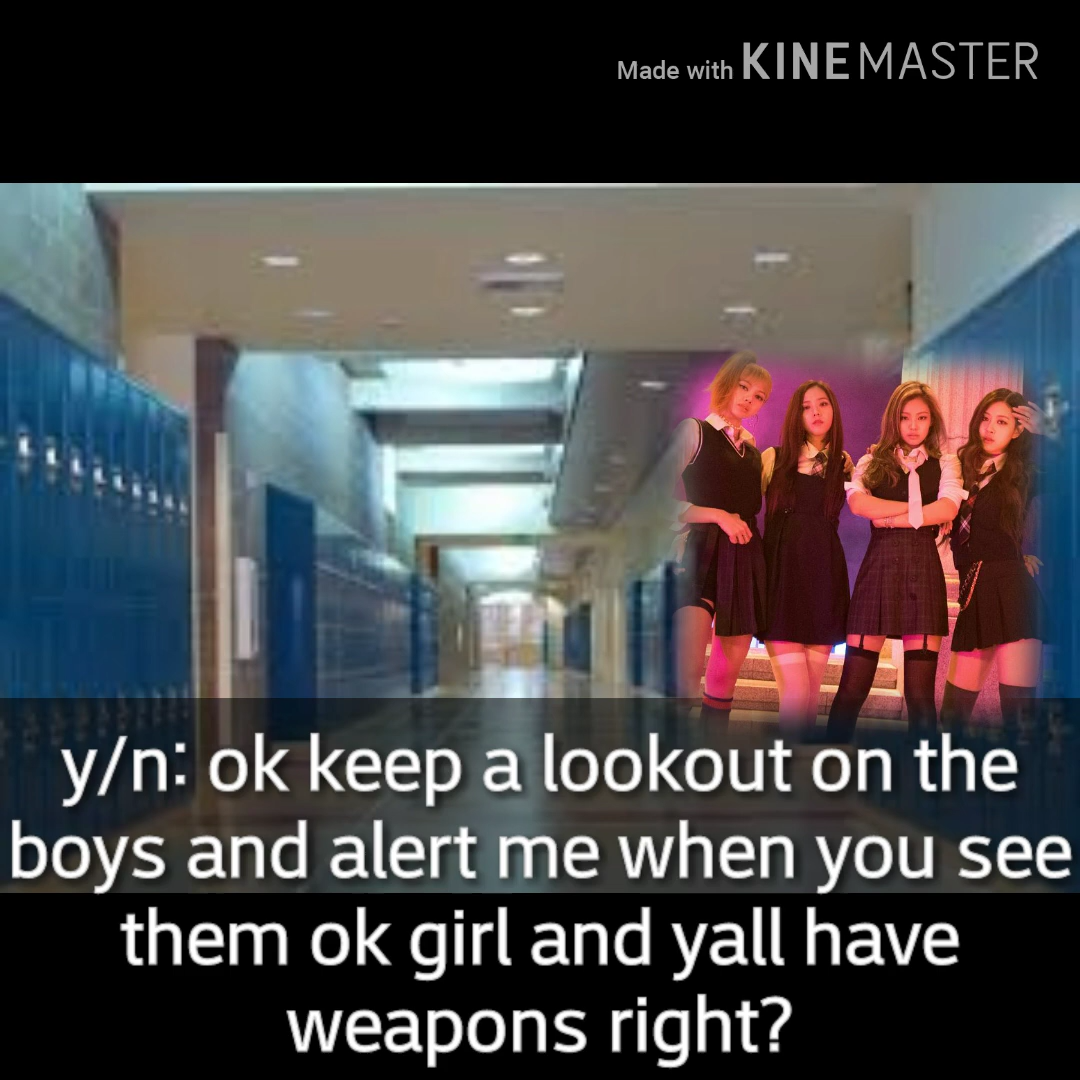 Made with KINEMASTER
y/n: ok keep a lookout on the
boys and alert me when you see
them ok girl and yall have
weapons right?